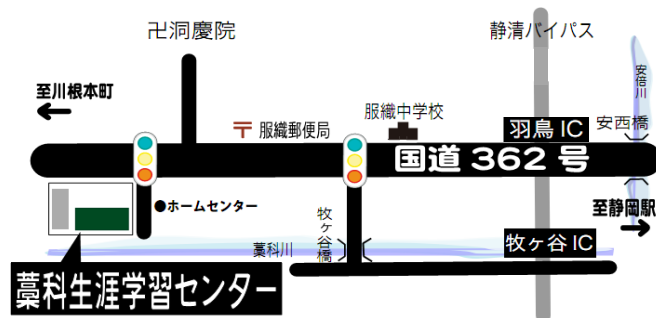 卍洞慶院
静清バイパス
至川根本町
安倍川
服織中学校
〒 服織郵便局
羽鳥 IC
安西橋
国道 362 号
●ホームセンター
至静岡駅
牧ヶ谷橋
藁科川
牧ヶ谷 IC
藁科生涯学習センター